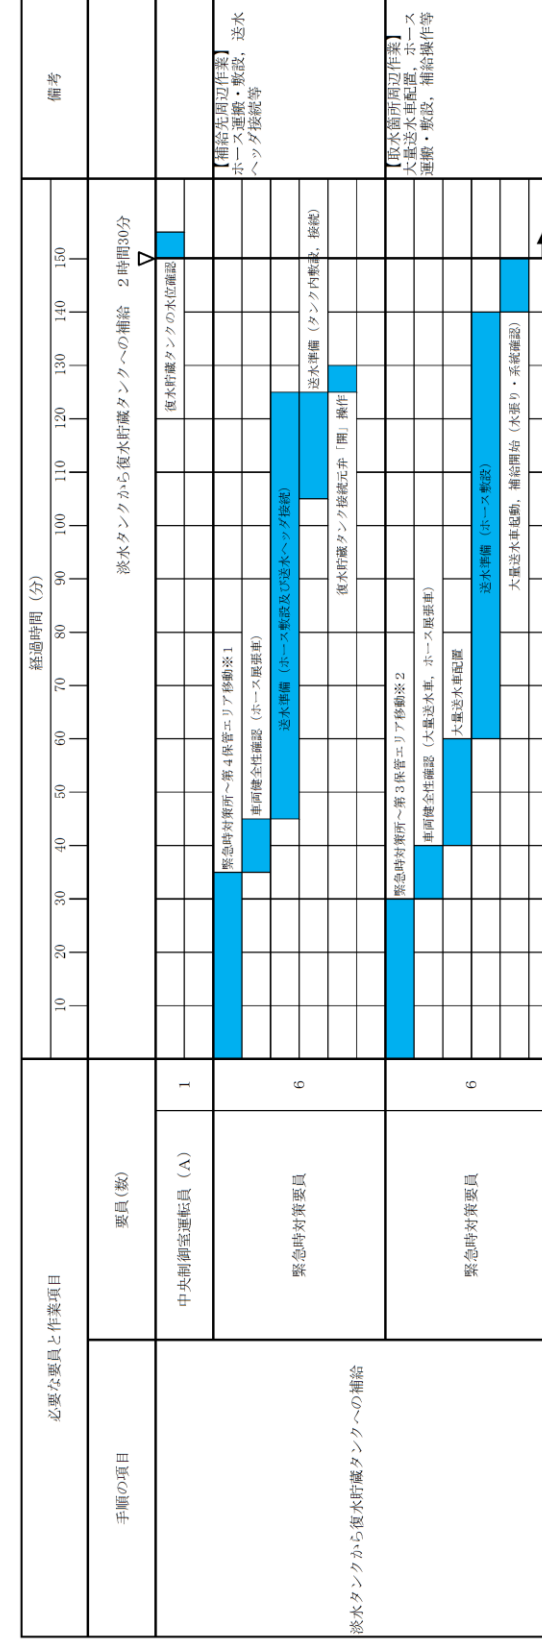 必要な要員と作業項目
経過時間（分）
備考
手順の項目
要員(数)
10 20 30 40 50 60 70 80 90 100 110 120 130 140 150
淡水タンクから復水貯蔵タンクへの補給　2時間30分
▽
淡水タンクから復水貯蔵タンクへの補給
中央制御室運転員（A）
1
復水貯蔵タンクの水位確認
緊急時対策要員
6
緊急時対策所～第4保管エリア移動※1
車両健全性確認（ホース展張車）
送水準備（ホース敷設及び送水ヘッダ接続）
送水準備（タンク内敷設，接続）
復水貯蔵タンク接続元弁「開」操作
【補給先周辺作業】
ホース運搬・敷設，送水
ヘッダ接続等
緊急時対策要員
6
緊急時対策所～第3保管エリア移動※2
車両健全性確認（大量送水車，ホース展張車）
大量送水車配置
送水準備（ホース敷設）
大量送水車起動，補給開始（水張り・系統確認）
【取水箇所周辺作業】
大量送水車配置，ホース
運搬・敷設，補給操作等